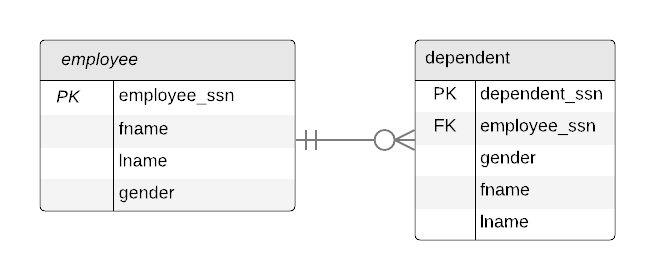 employee
PK employee_ssn
fname
lname
gender
dependent
PK dependent_ssn
FK employee_ssn
gender
fname
lname